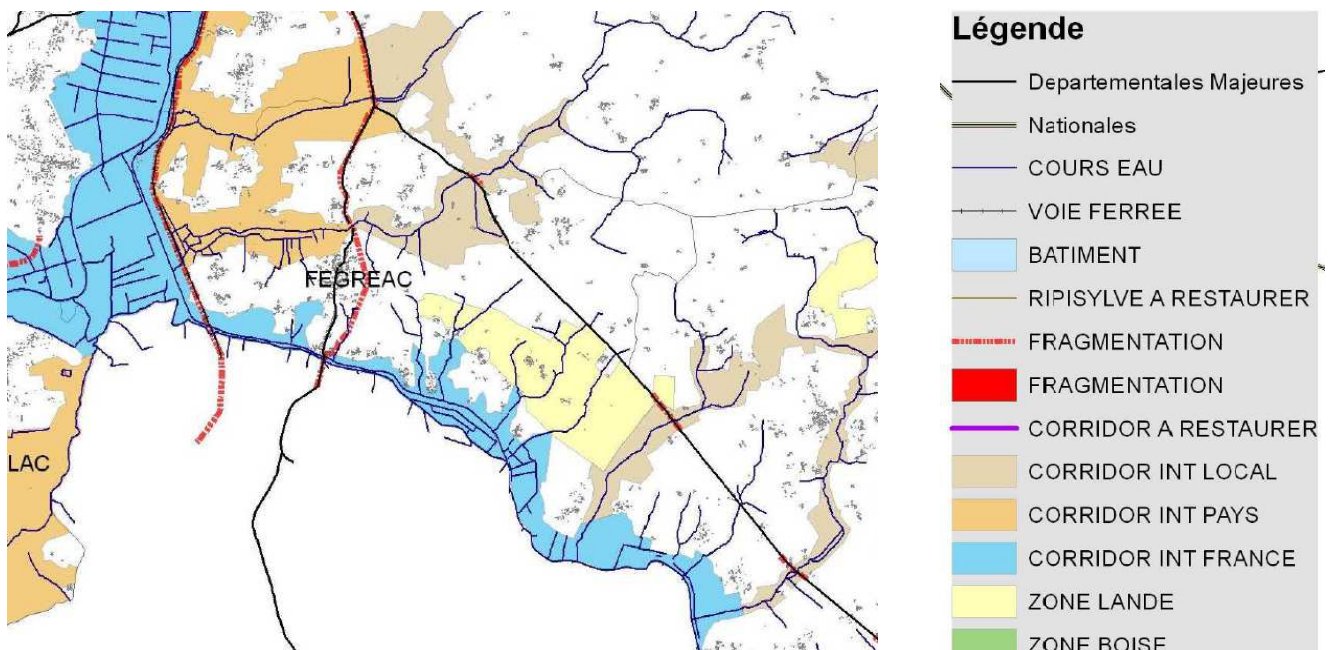 FEGREAC
LAC
Légende
Departementales Majeures
Nationales
COURS EAU
VOIE FERREE
BATIMENT
RIPISYLVE A RESTAURER
FRAGMENTATION
FRAGMENTATION
CORRIDOR A RESTAURER
CORRIDOR INT LOCAL
CORRIDOR INT PAYS
CORRIDOR INT FRANCE
ZONE LANDE
ZONE BOISE